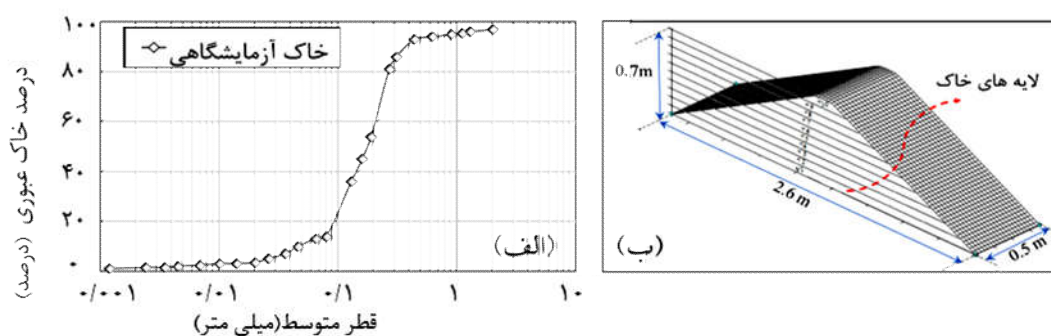 درصد خاک عبوری (درصد)
۱۰۰
۸۰
۶۰
۴۰
۲۰
۰
خاک آزمایشگاهی
(الف)
۰/۰۰۱ ۰/۰۱ ۰/۱ ۱ ۱۰
قطر متوسط(میلی متر)
0.7m
لایه های خاک
2.6 m
0.5 m
(ب)